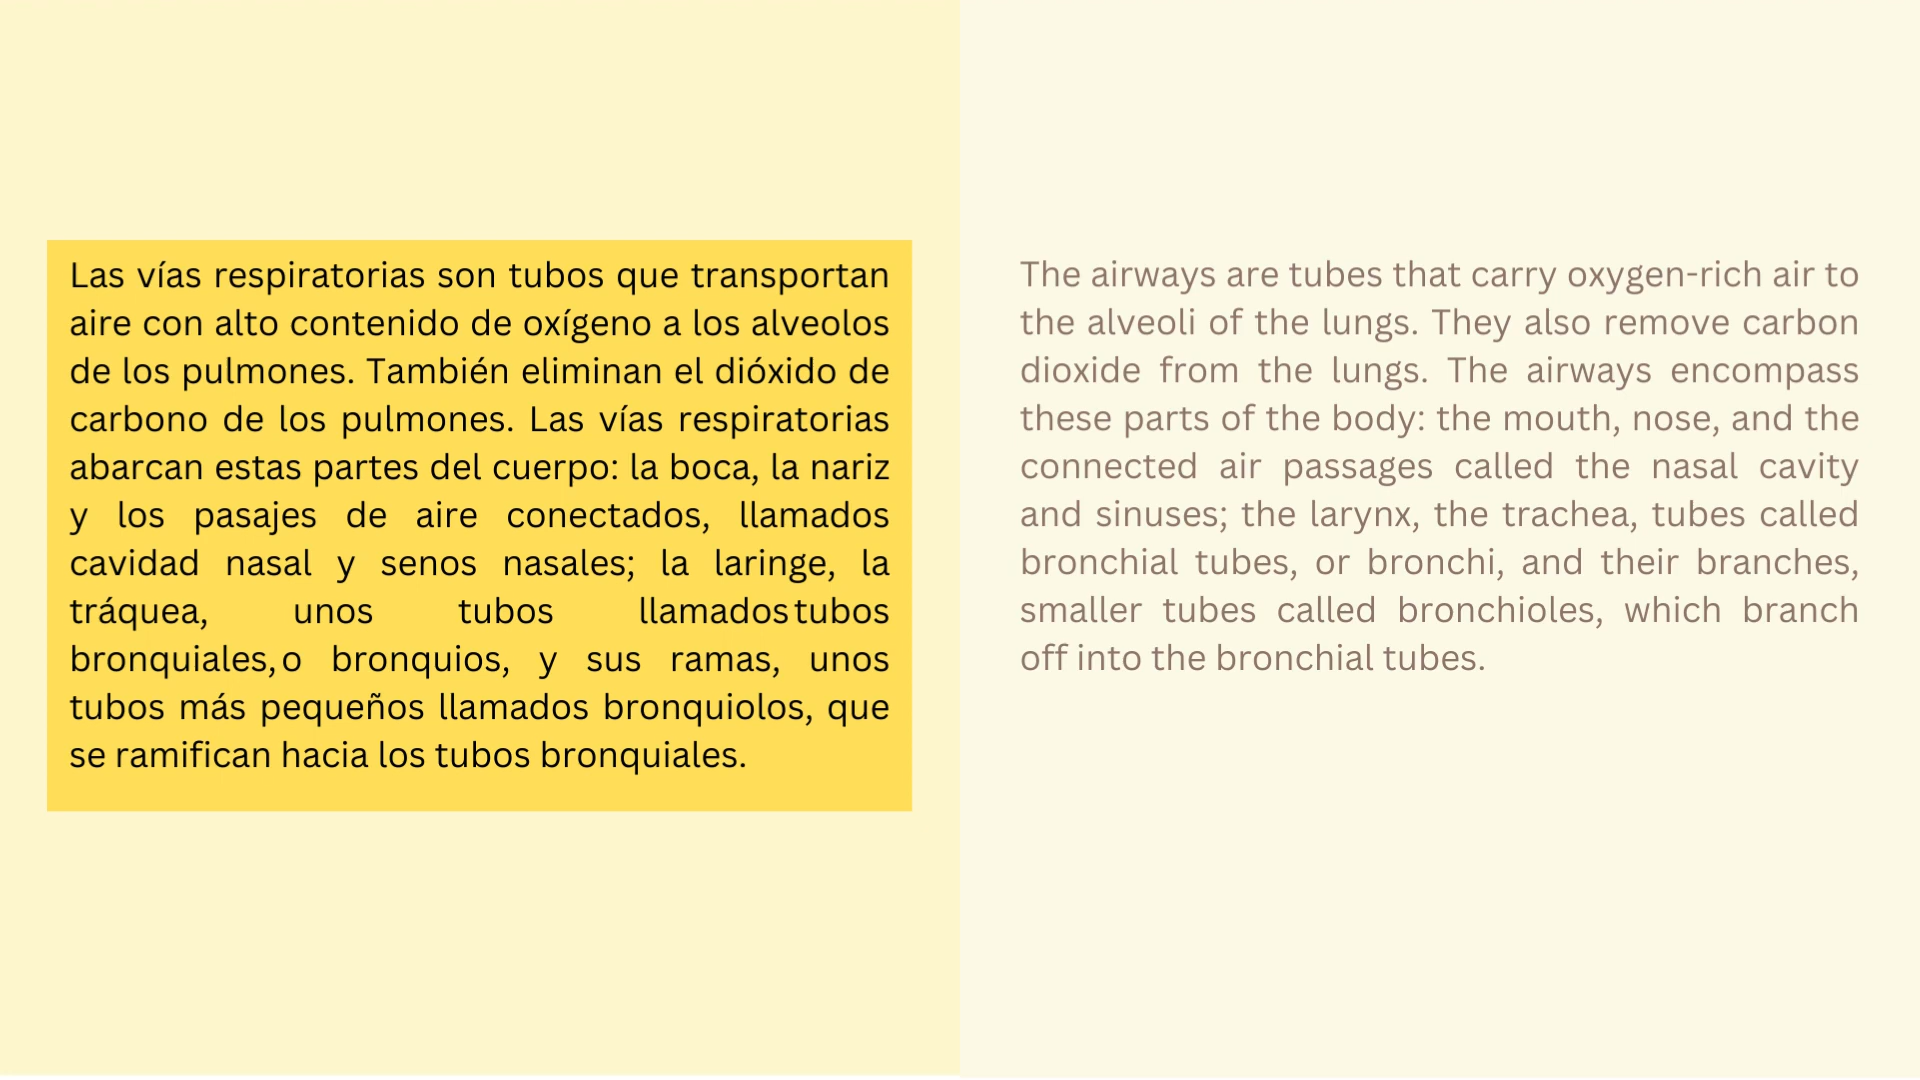 Las vías respiratorias son tubos que transportan
aire con alto contenido de oxígeno a los alveolos
de los pulmones. También eliminan el dióxido de
carbono de los pulmones. Las vías respiratorias
abarcan estas partes del cuerpo: la boca, la nariz
y los pasajes de aire conectados, llamados
cavidad nasal y senos nasales; la laringe, la
tráquea, unos tubos llamados tubos
bronquiales, o bronquios, y sus ramas, unos
tubos más pequeños llamados bronquiolos, que
se ramifican hacia los tubos bronquiales.
The airways are tubes that carry oxygen-rich air to
the alveoli of the lungs. They also remove carbon
dioxide from the lungs. The airways encompass
these parts of the body: the mouth, nose, and the
connected air passages called the nasal cavity
and sinuses; the larynx, the trachea, tubes called
bronchial tubes, or bronchi, and their branches,
smaller tubes called bronchioles, which branch
off into the bronchial tubes.